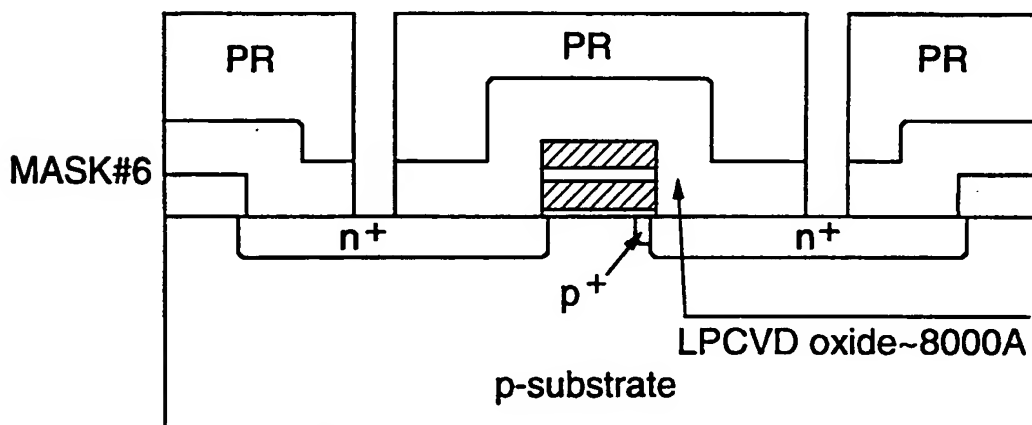 PR
PR
PR
MASK#6
n+
n+
p+
LPCVD oxide~8000A
p-substrate